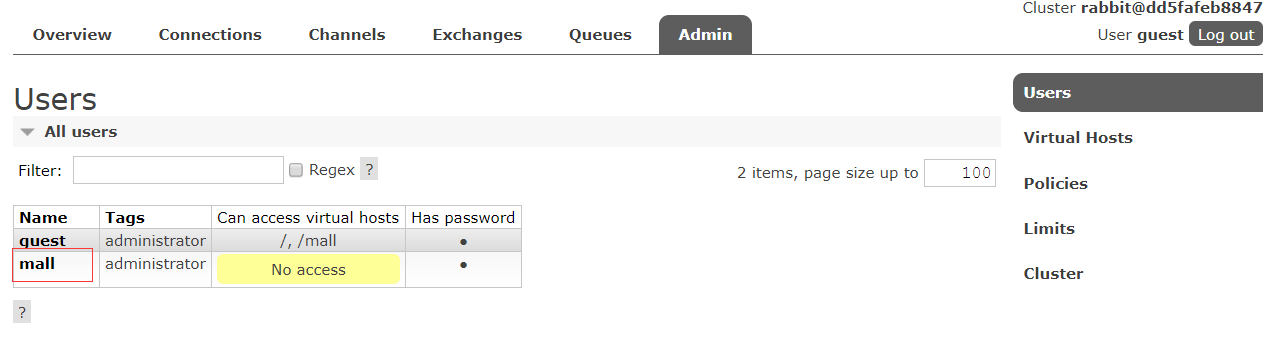 Cluster rabbit@dd5fafeb8847
Overview Connections Channels Exchanges Queues Admin
User guest Log out
Users
All users
Filter: Regex ? 2 items, page size up to 100
Name Tags Can access virtual hosts Has password
guest administrator /, /mall ●
mall administrator No access ●
?
Users
Virtual Hosts
Policies
Limits
Cluster